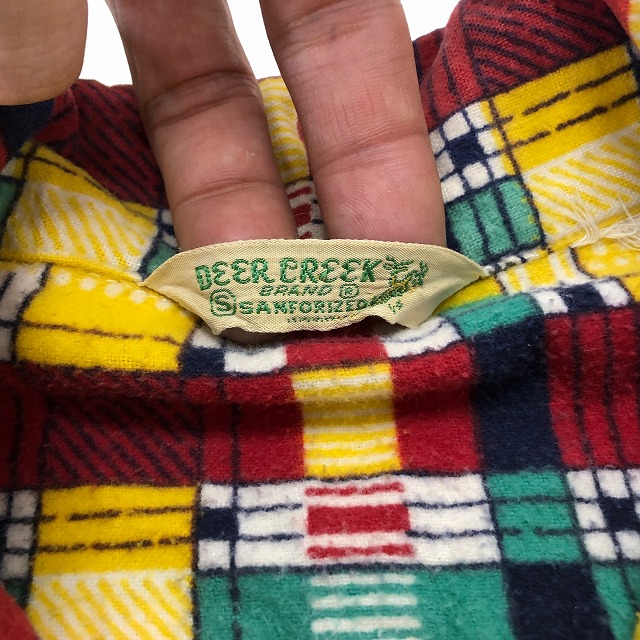 DEER CREEK
BRAND ®
Ⓢ SANFORIZED